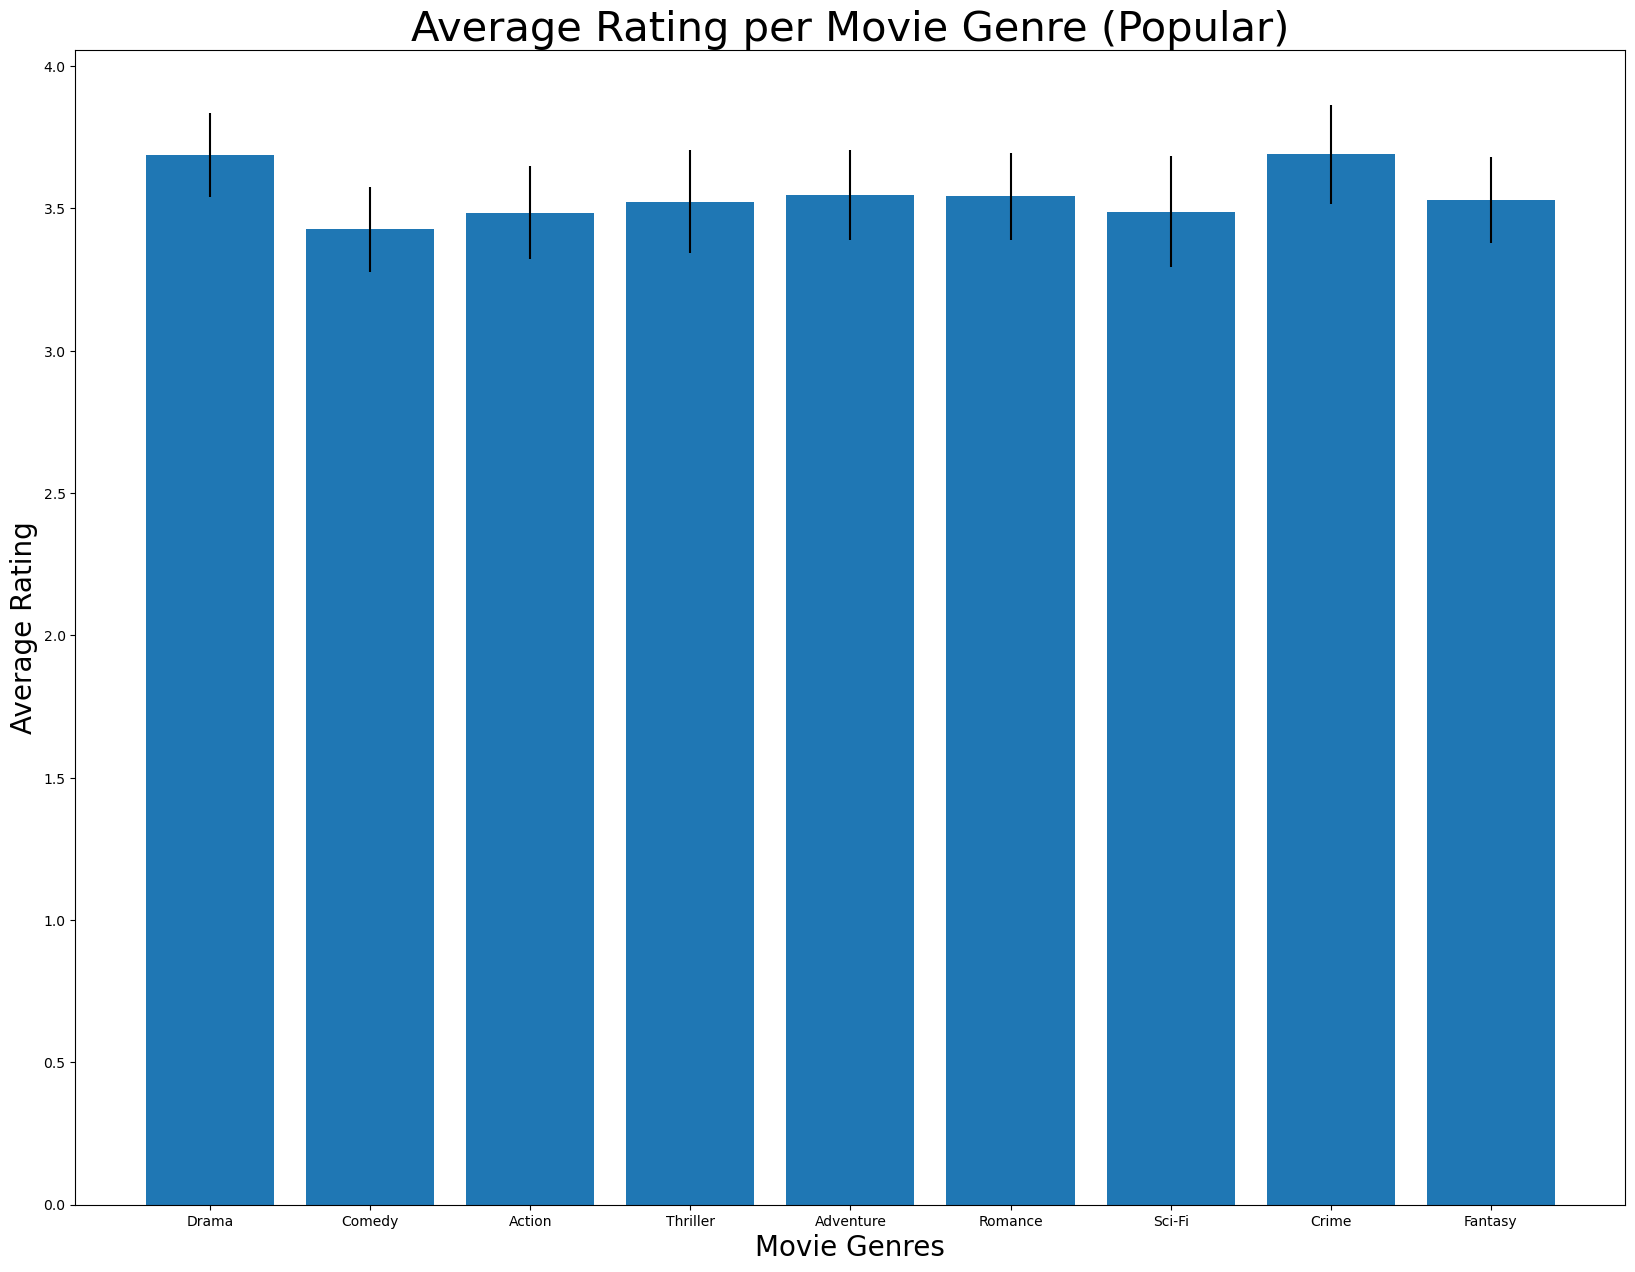 Average Rating per Movie Genre (Popular)
Average Rating
4.0
3.5
3.0
2.5
2.0
1.5
1.0
0.5
0.0
Drama Comedy Action Thriller Adventure Romance Sci-Fi Crime Fantasy
Movie Genres